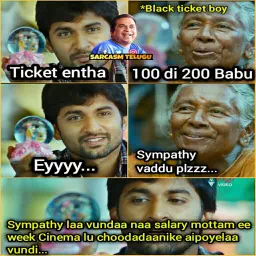 *Black ticket boy
SARCASM TELUGU
Ticket entha
100 di 200 Babu
Eyyyy...
Sympathy
vaddu plzzz...
VIDEO
Sympathy laa vundaa naa salary mottam ee
week Cinema lu choodadaanike aipoyelaa
vundi...